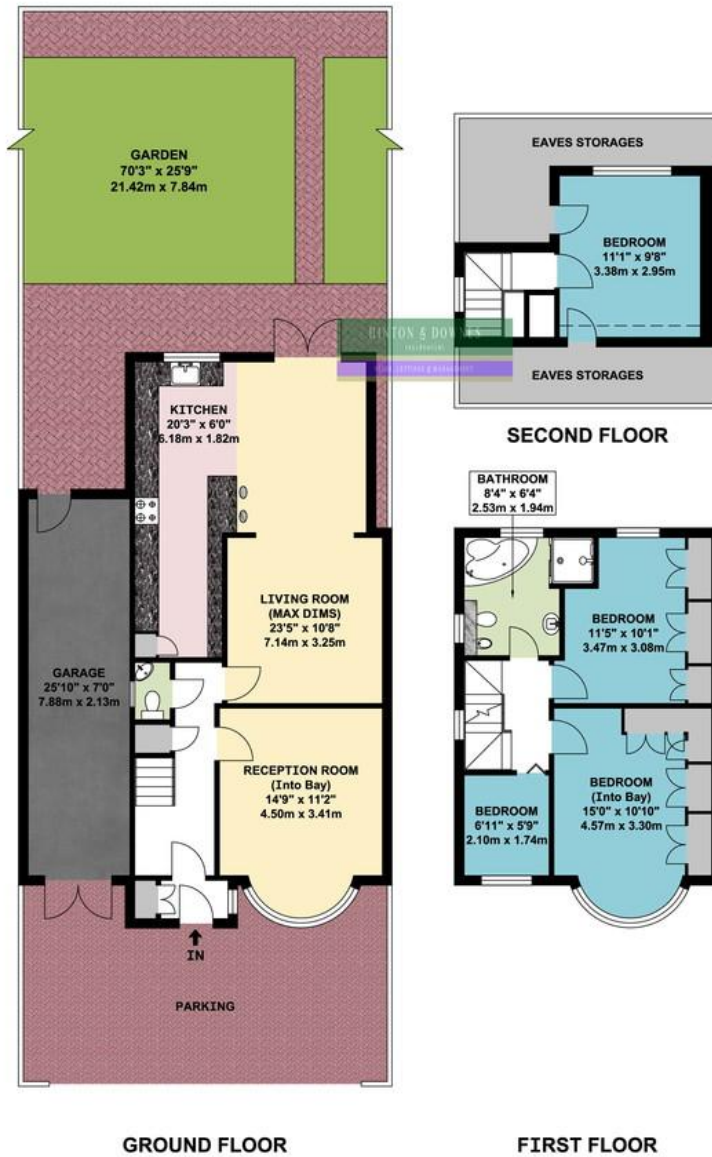 GARDEN
70'3" x 25'9"
21.42m x 7.84m
KITCHEN
20'3" x 6'0"
6.18m x 1.82m
LIVING ROOM
(MAX DIMS)
23'5" x 10'8"
7.14m x 3.25m
GARAGE
25'10" x 7'0"
7.88m x 2.13m
RECEPTION ROOM
(Into Bay)
14'9" x 11'2"
4.50m x 3.41m
IN
PARKING
GROUND FLOOR
EAVES STORAGES
BEDROOM
11'1" x 9'8"
3.38m x 2.95m
EAVES STORAGES
SECOND FLOOR
BATHROOM
8'4" x 6'4"
2.53m x 1.94m
BEDROOM
11'5" x 10'1"
3.47m x 3.08m
BEDROOM
(Into Bay)
15'0" x 10'10"
4.57m x 3.30m
BEDROOM
6'11" x 5'9"
2.10m x 1.74m
FIRST FLOOR